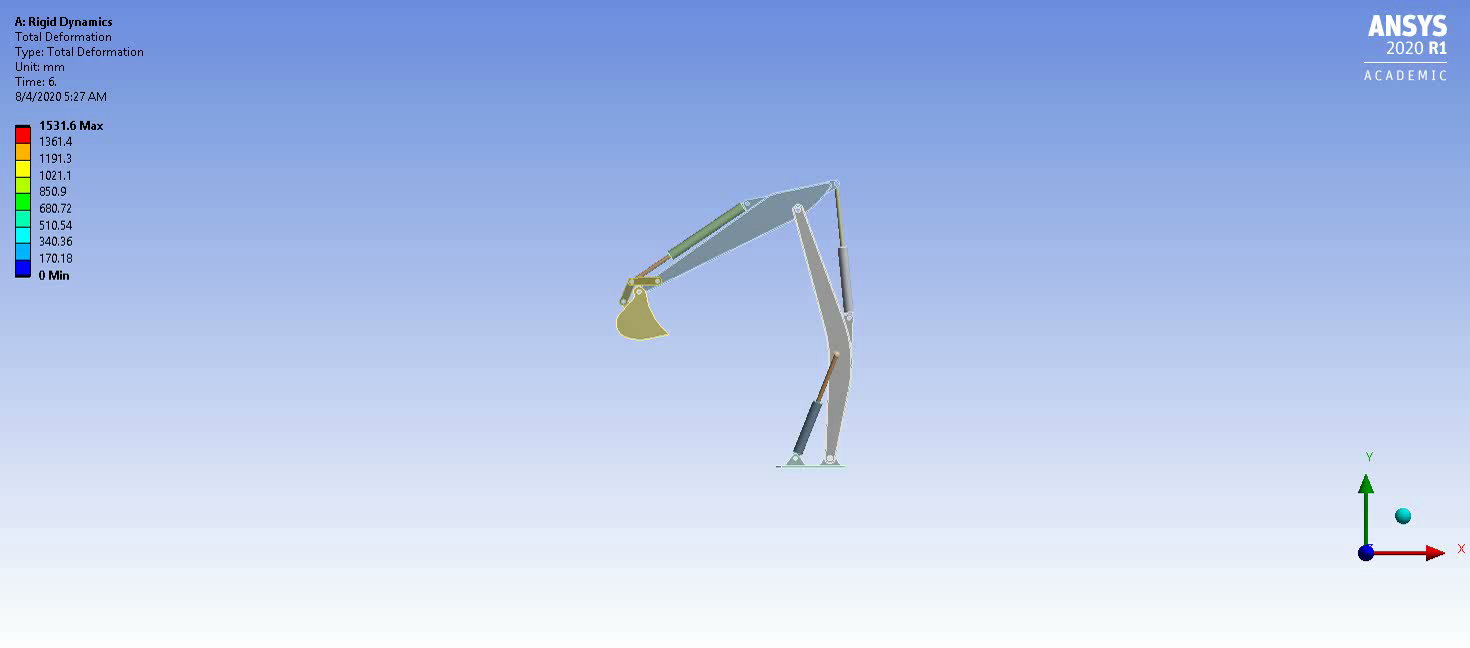 A: Rigid Dynamics
Total Deformation
Type: Total Deformation
Unit: mm
Time: 6.
8/4/2020 5:27 AM
1531.6 Max
1361.4
1191.3
1021.1
850.9
680.72
510.54
340.36
170.18
0 Min
ANSYS
2020 R1
ACADEMIC
Y
X